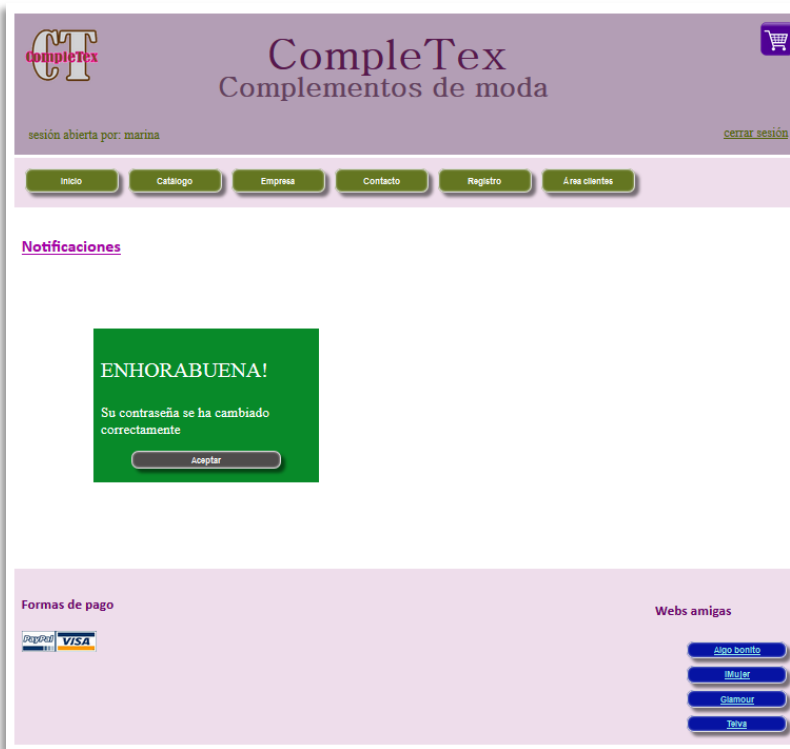 CT
CompleTex
CompleTex
Complementos de moda
sesión abierta por: marina
cerrar sesión
Inicio
Catálogo
Empresa
Contacto
Registro
Área clientes
Notificaciones
ENHORABUENA!
Su contraseña se ha cambiado
correctamente
Aceptar
Formas de pago
Webs amigas
PayPal VISA
Algo bonito
IMujer
Glamour
Telva